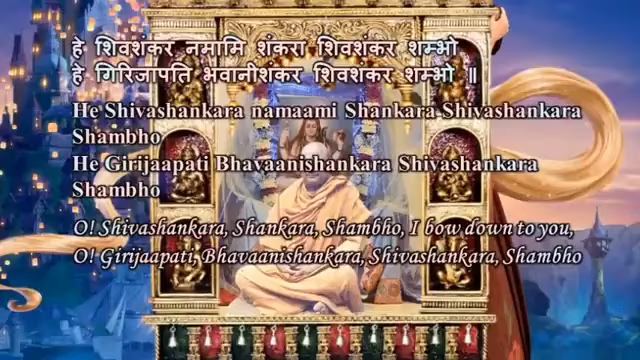 हे शिवशंकर नमामि शंकरा शिवशंकर शम्भो
हे गिरिजापति भवानीशंकर शिवशंकर शम्भो ॥
He Shivashankara namaami Shankara Shivashankara
Shambho
He Girijaapati Bhavaanishankara Shivashankara
Shambho
O! Shivashankara, Shankara, Shambho, I bow down to you,
O! Girijaapati, Bhavaanishankara, Shivashankara, Shambho